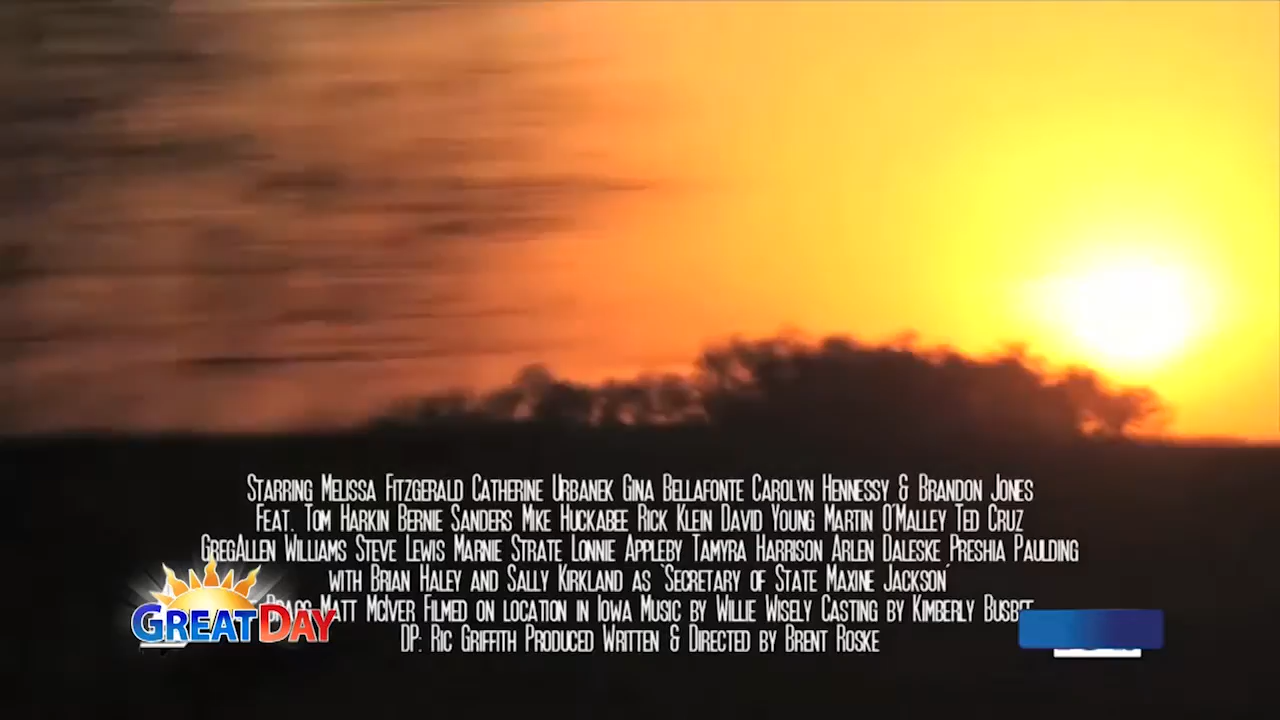 Starring Melissa Fitzgerald Catherine Urbanek Gina Bellafonte Carolyn Hennessy & Brandon Jones
Feat. Tom Harkin Bernie Sanders Mike Huckabee Rick Klein David Young Martin O'Malley Ted Cruz
GregAllen Williams Steve Lewis Marnie Strate Lonnie Appleby Tamyra Harrison Arlen Daleske Preshia Paulding
with Brian Haley and Sally Kirkland as 'Secretary of State Maxine Jackson'
Matt McIver Filmed on location in Iowa Music by Willie Wisely Casting by Kimberly
DP: Ric Griffith Produced Written & Directed by Brent Roske
GREAT DAY